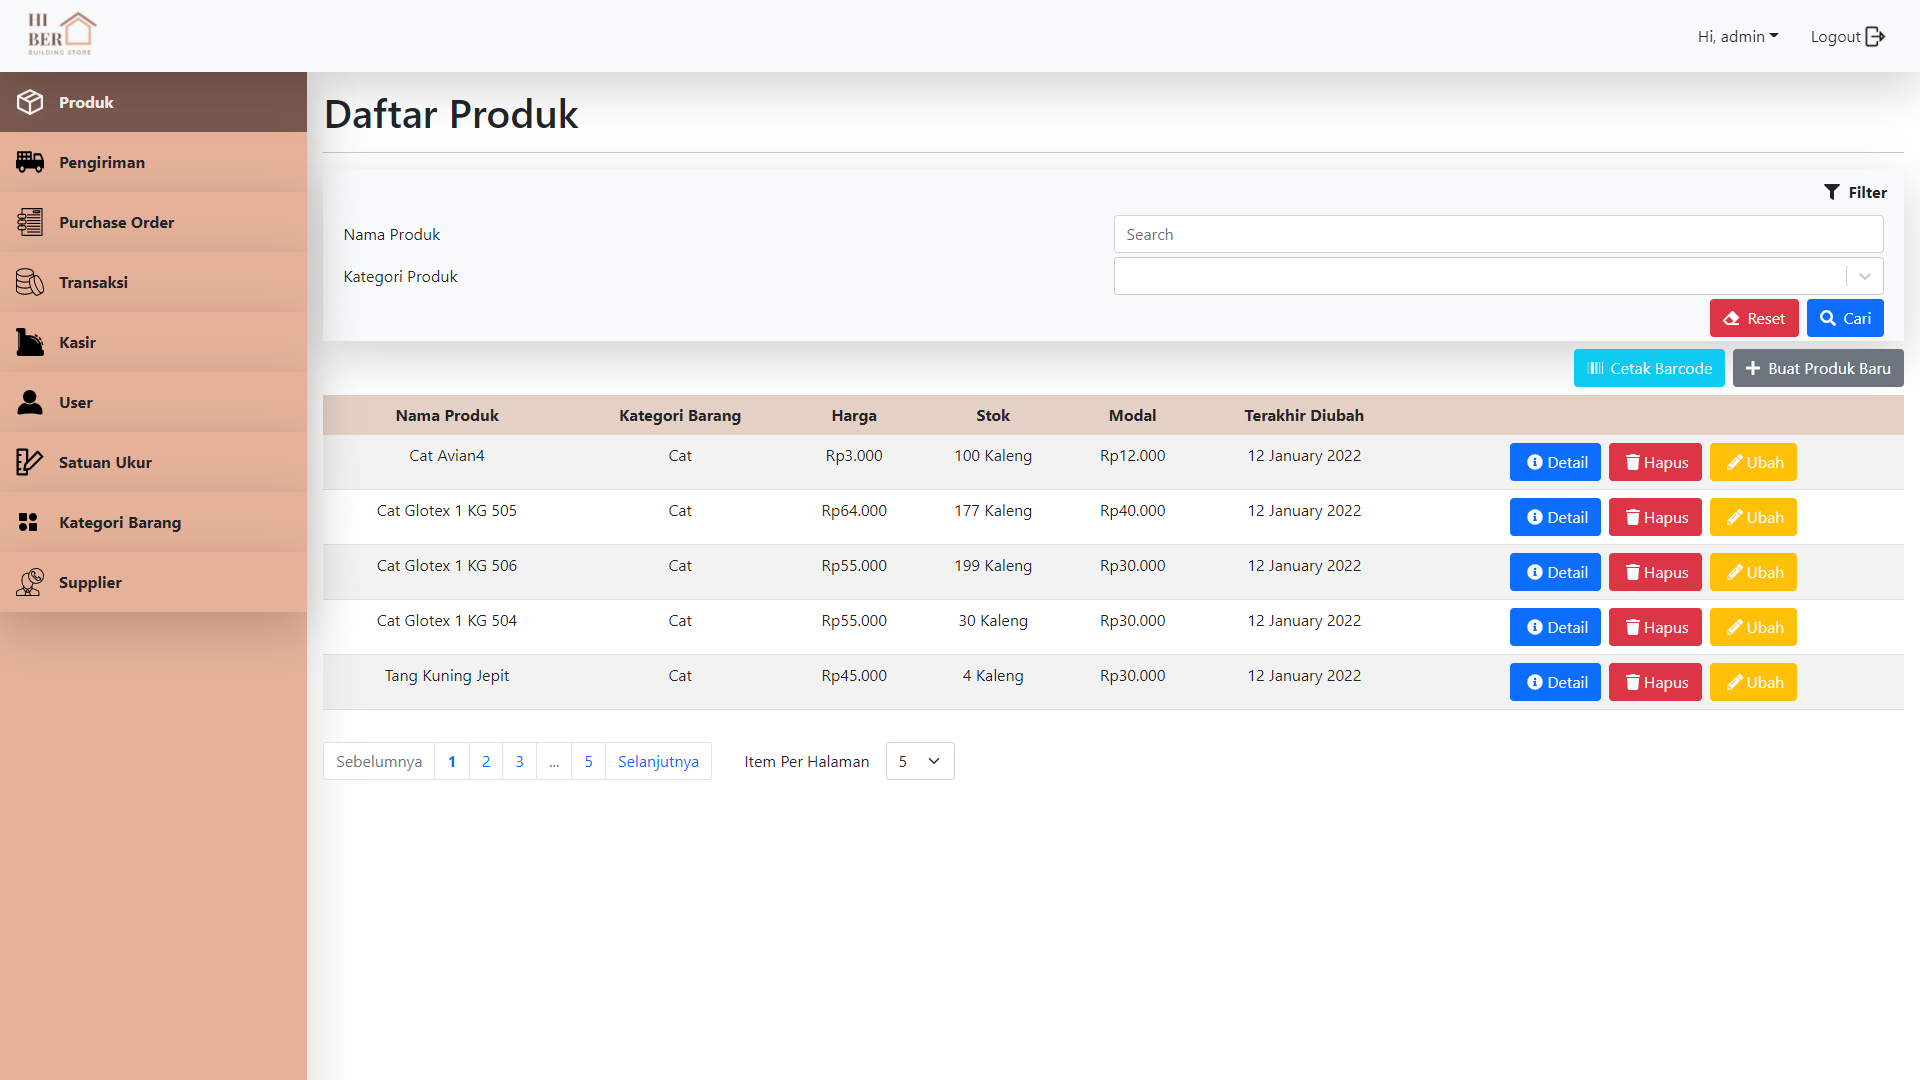 HI
BER
BUILDING STORE
Hi, admin
Logout
Produk
Pengiriman
Purchase Order
Transaksi
Kasir
User
Satuan Ukur
Kategori Barang
Supplier
Daftar Produk
Filter
Nama Produk Search
Kategori Produk
Reset Cari
Cetak Barcode Buat Produk Baru
Nama Produk Kategori Barang Harga Stok Modal Terakhir Diubah
Cat Avian4 Cat Rp3.000 100 Kaleng Rp12.000 12 January 2022 Detail Hapus Ubah
Cat Glotex 1 KG 505 Cat Rp64.000 177 Kaleng Rp40.000 12 January 2022 Detail Hapus Ubah
Cat Glotex 1 KG 506 Cat Rp55.000 199 Kaleng Rp30.000 12 January 2022 Detail Hapus Ubah
Cat Glotex 1 KG 504 Cat Rp55.000 30 Kaleng Rp30.000 12 January 2022 Detail Hapus Ubah
Tang Kuning Jepit Cat Rp45.000 4 Kaleng Rp30.000 12 January 2022 Detail Hapus Ubah
Sebelumnya 1 2 3 ... 5 Selanjutnya Item Per Halaman 5